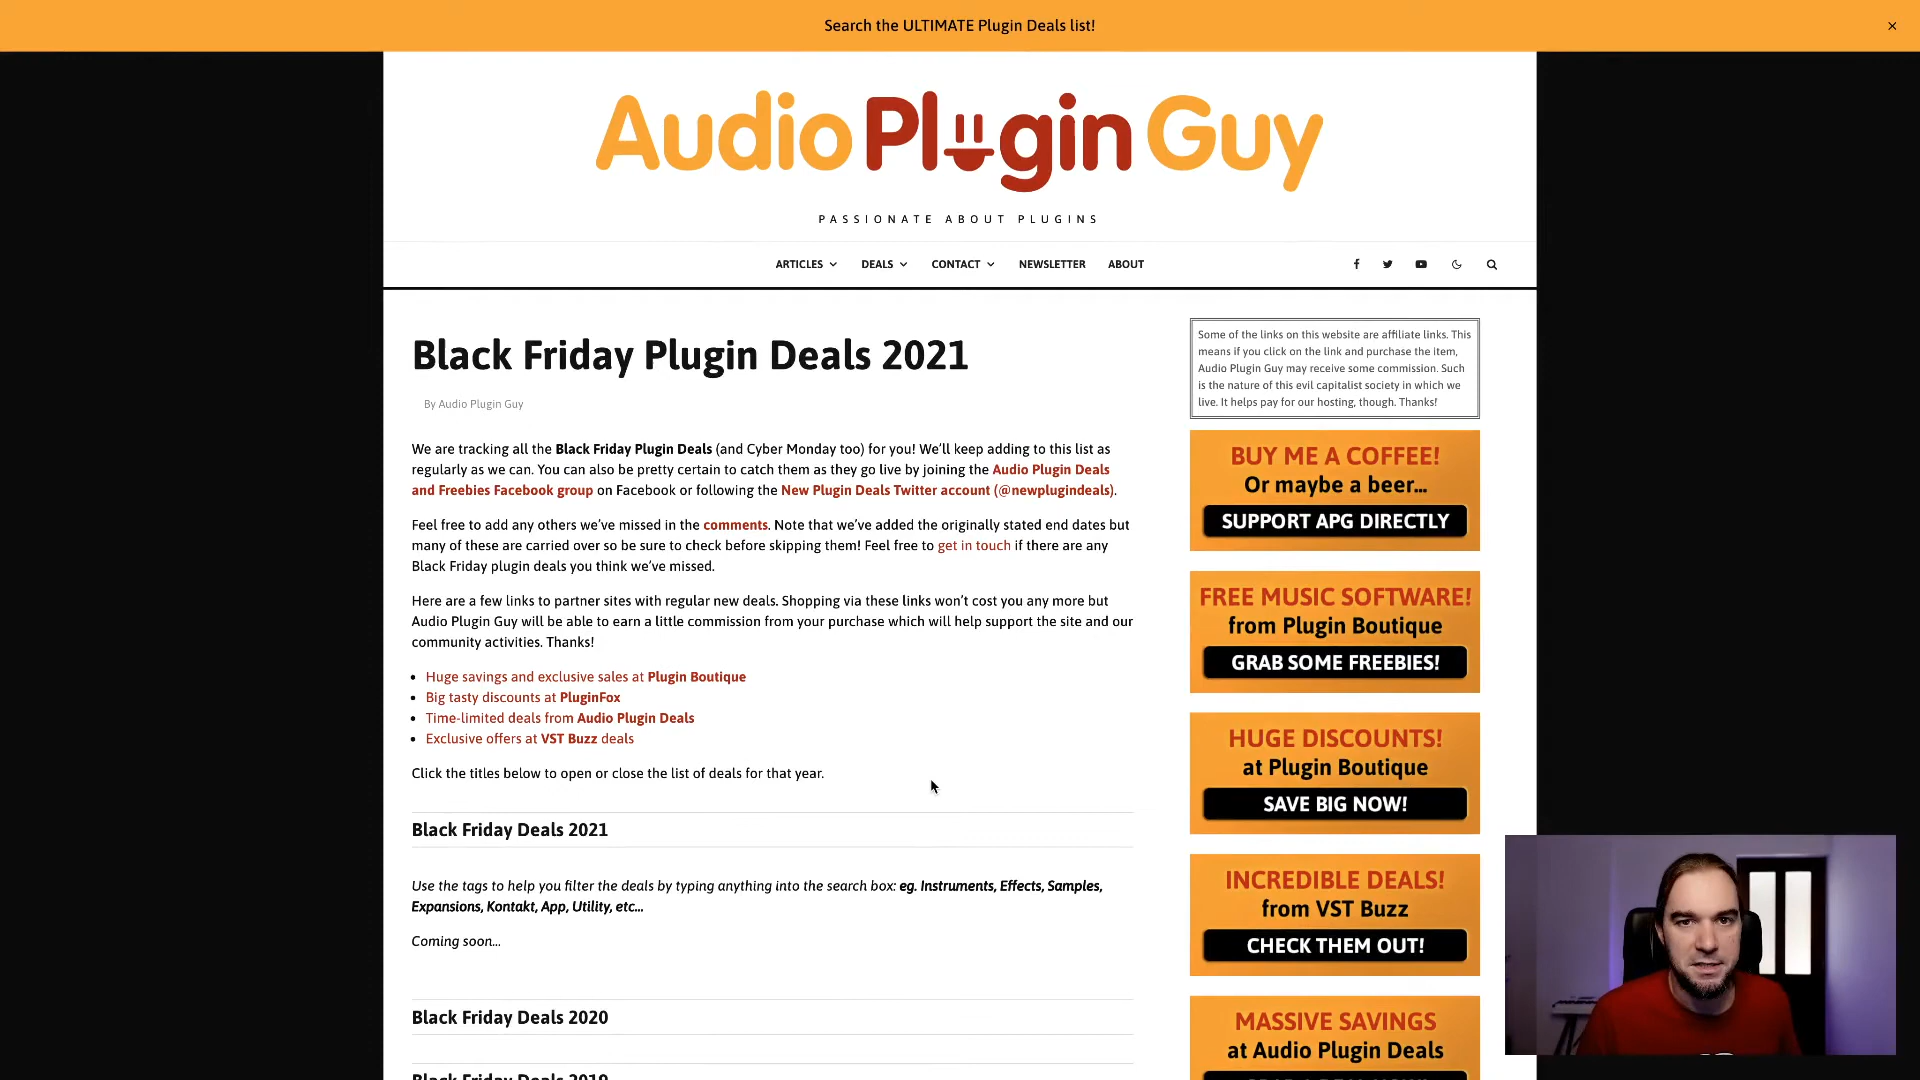 Search the ULTIMATE Plugin Deals list!
×
Audio Plugin Guy
PASSIONATE ABOUT PLUGINS
ARTICLES DEALS CONTACT NEWSLETTER ABOUT
Black Friday Plugin Deals 2021
By Audio Plugin Guy
We are tracking all the Black Friday Plugin Deals (and Cyber Monday too) for you! We'll keep adding to this list as
regularly as we can. You can also be pretty certain to catch them as they go live by joining the Audio Plugin Deals
and Freebies Facebook group on Facebook or following the New Plugin Deals Twitter account (@newplugindeals).
Feel free to add any others we've missed in the comments. Note that we've added the originally stated end dates but
many of these are carried over so be sure to check before skipping them! Feel free to get in touch if there are any
Black Friday plugin deals you think we've missed.
Here are a few links to partner sites with regular new deals. Shopping via these links won't cost you any more but
Audio Plugin Guy will be able to earn a little commission from your purchase which will help support the site and our
community activities. Thanks!
• Huge savings and exclusive sales at Plugin Boutique
• Big tasty discounts at PluginFox
• Time-limited deals from Audio Plugin Deals
• Exclusive offers at VST Buzz deals
Click the titles below to open or close the list of deals for that year.
Black Friday Deals 2021
Use the tags to help you filter the deals by typing anything into the search box: eg. Instruments, Effects, Samples,
Expansions, Kontakt, App, Utility, etc...
Coming soon...
Black Friday Deals 2020
Black Friday Deals 2019
Some of the links on this website are affiliate links. This
means if you click on the link and purchase the item,
Audio Plugin Guy may receive some commission. Such
is the nature of this evil capitalist society in which we
live. It helps pay for our hosting, though. Thanks!
BUY ME A COFFEE!
Or maybe a beer...
SUPPORT APG DIRECTLY
FREE MUSIC SOFTWARE!
from Plugin Boutique
GRAB SOME FREEBIES!
HUGE DISCOUNTS!
at Plugin Boutique
SAVE BIG NOW!
INCREDIBLE DEALS!
from VST Buzz
CHECK THEM OUT!
MASSIVE SAVINGS
at Audio Plugin Deals